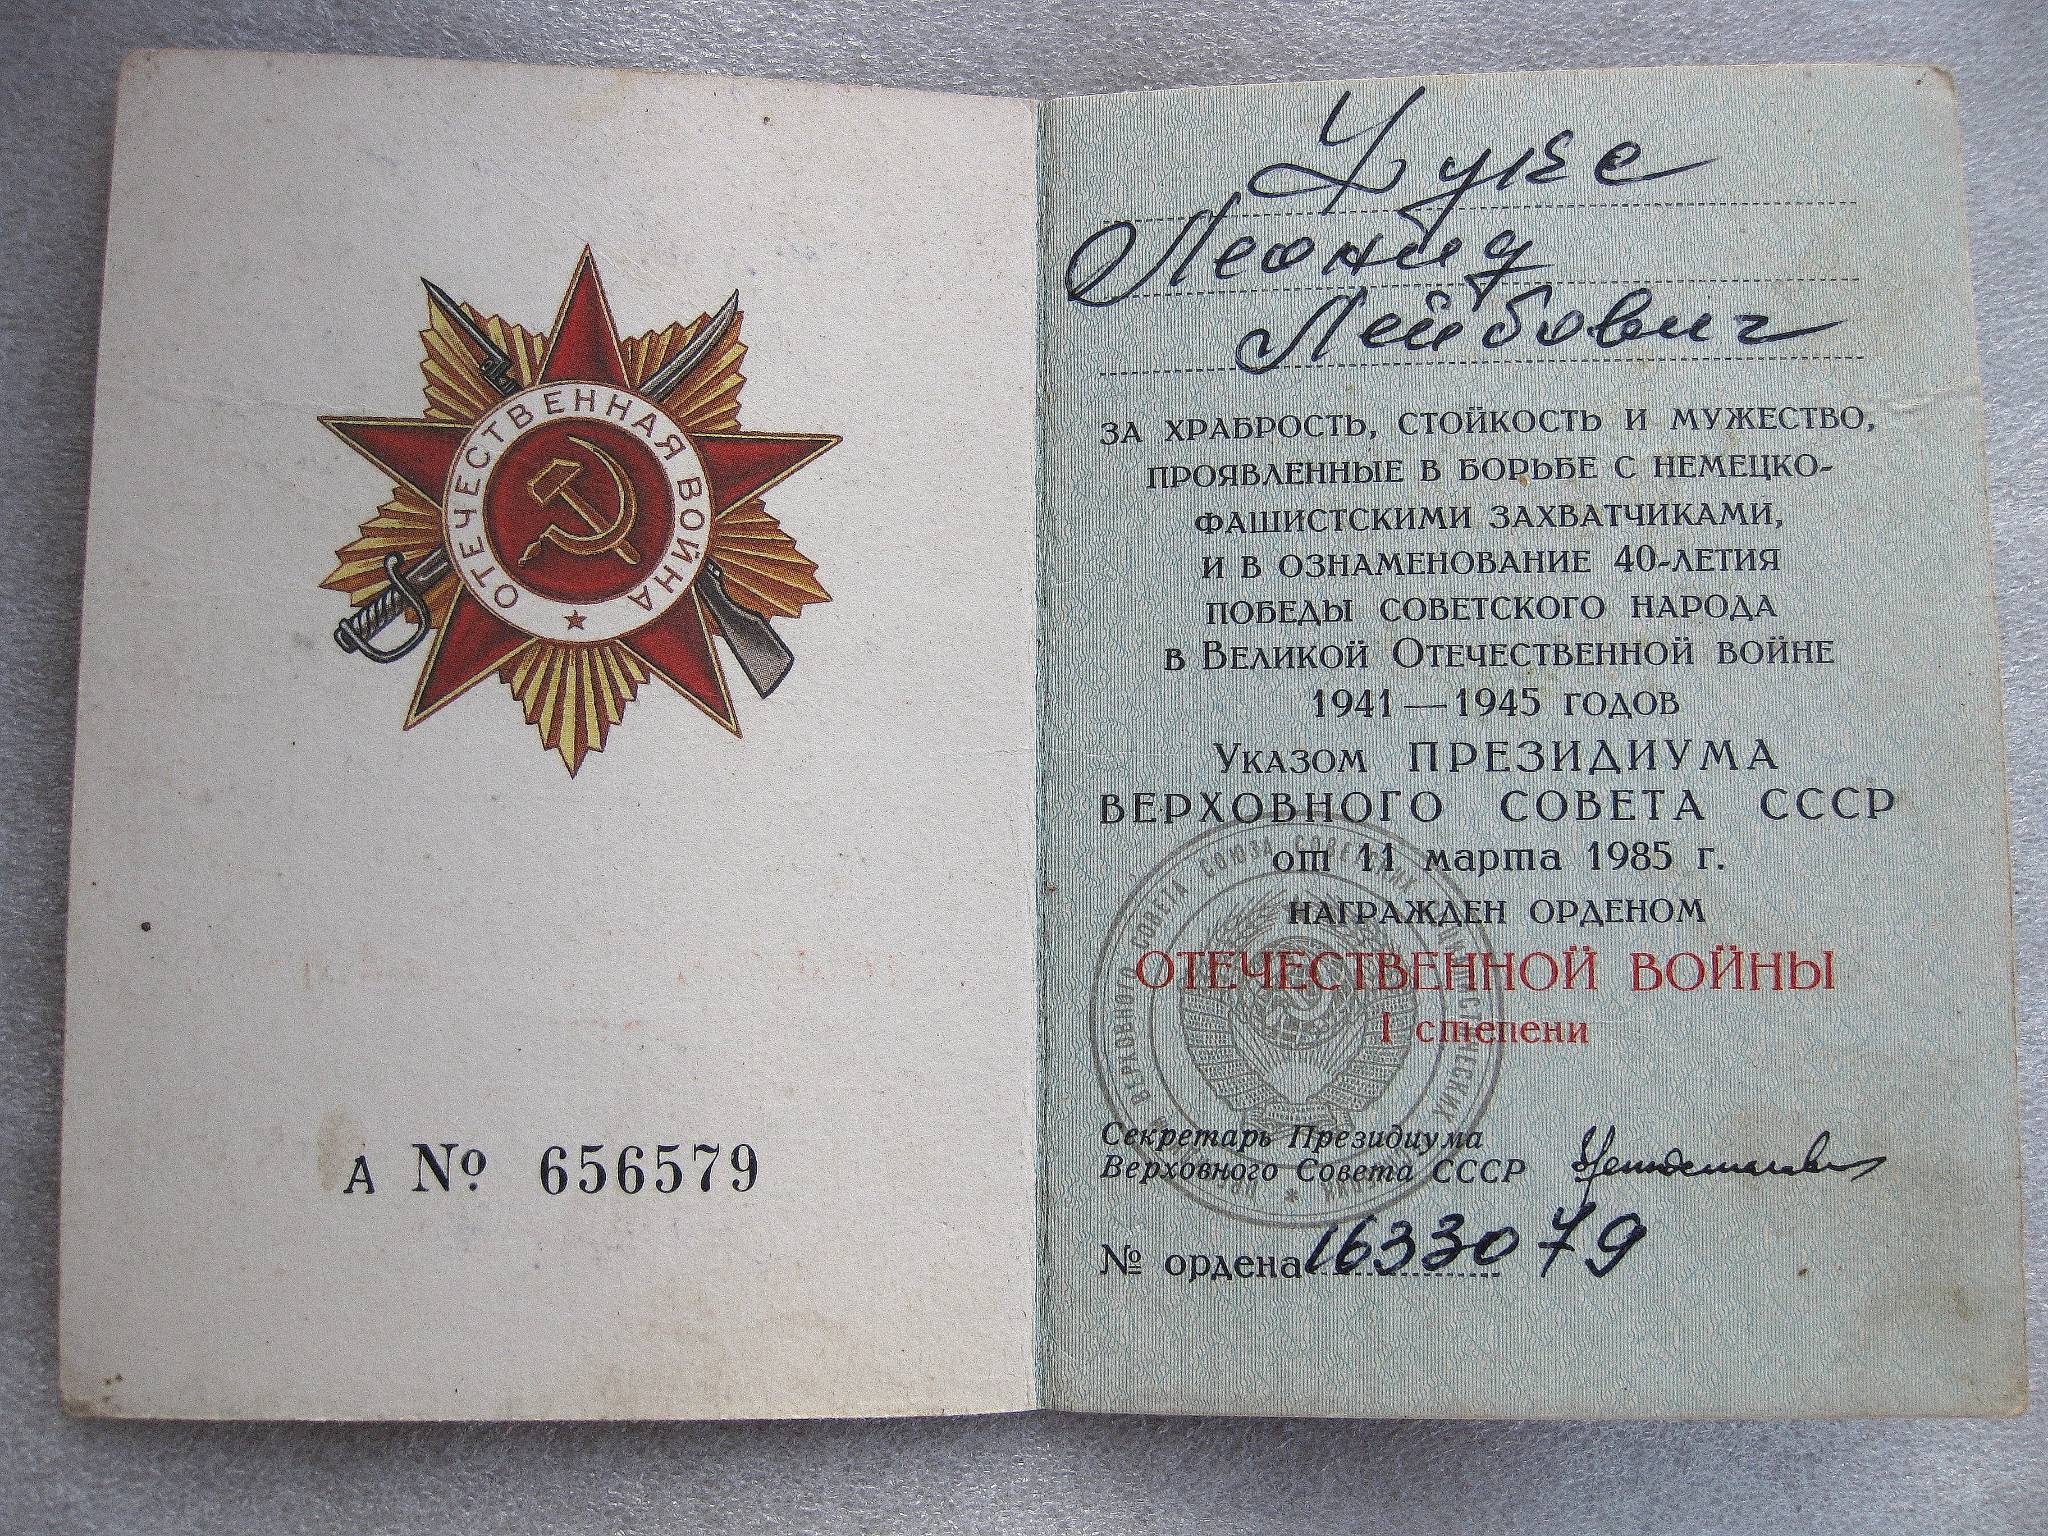 ОТЕЧЕСТВЕННАЯ ВОЙНА
А № 656579
Фукс
Леонид
Лейбович
ЗА ХРАБРОСТЬ, СТОЙКОСТЬ И МУЖЕСТВО,
ПРОЯВЛЕННЫЕ В БОРЬБЕ С НЕМЕЦКО-
ФАШИСТСКИМИ ЗАХВАТЧИКАМИ,
И В ОЗНАМЕНОВАНИЕ 40-ЛЕТИЯ
ПОБЕДЫ СОВЕТСКОГО НАРОДА
В ВЕЛИКОЙ ОТЕЧЕСТВЕННОЙ ВОЙНЕ
1941—1945 ГОДОВ
УКАЗОМ ПРЕЗИДИУМА
ВЕРХОВНОГО СОВЕТА СССР
от 11 марта 1985 г.
НАГРАЖДЕН ОРДЕНОМ
ОТЕЧЕСТВЕННОЙ ВОЙНЫ
I степени
Секретарь Президиума
Верховного Совета СССР
№ ордена 1633079